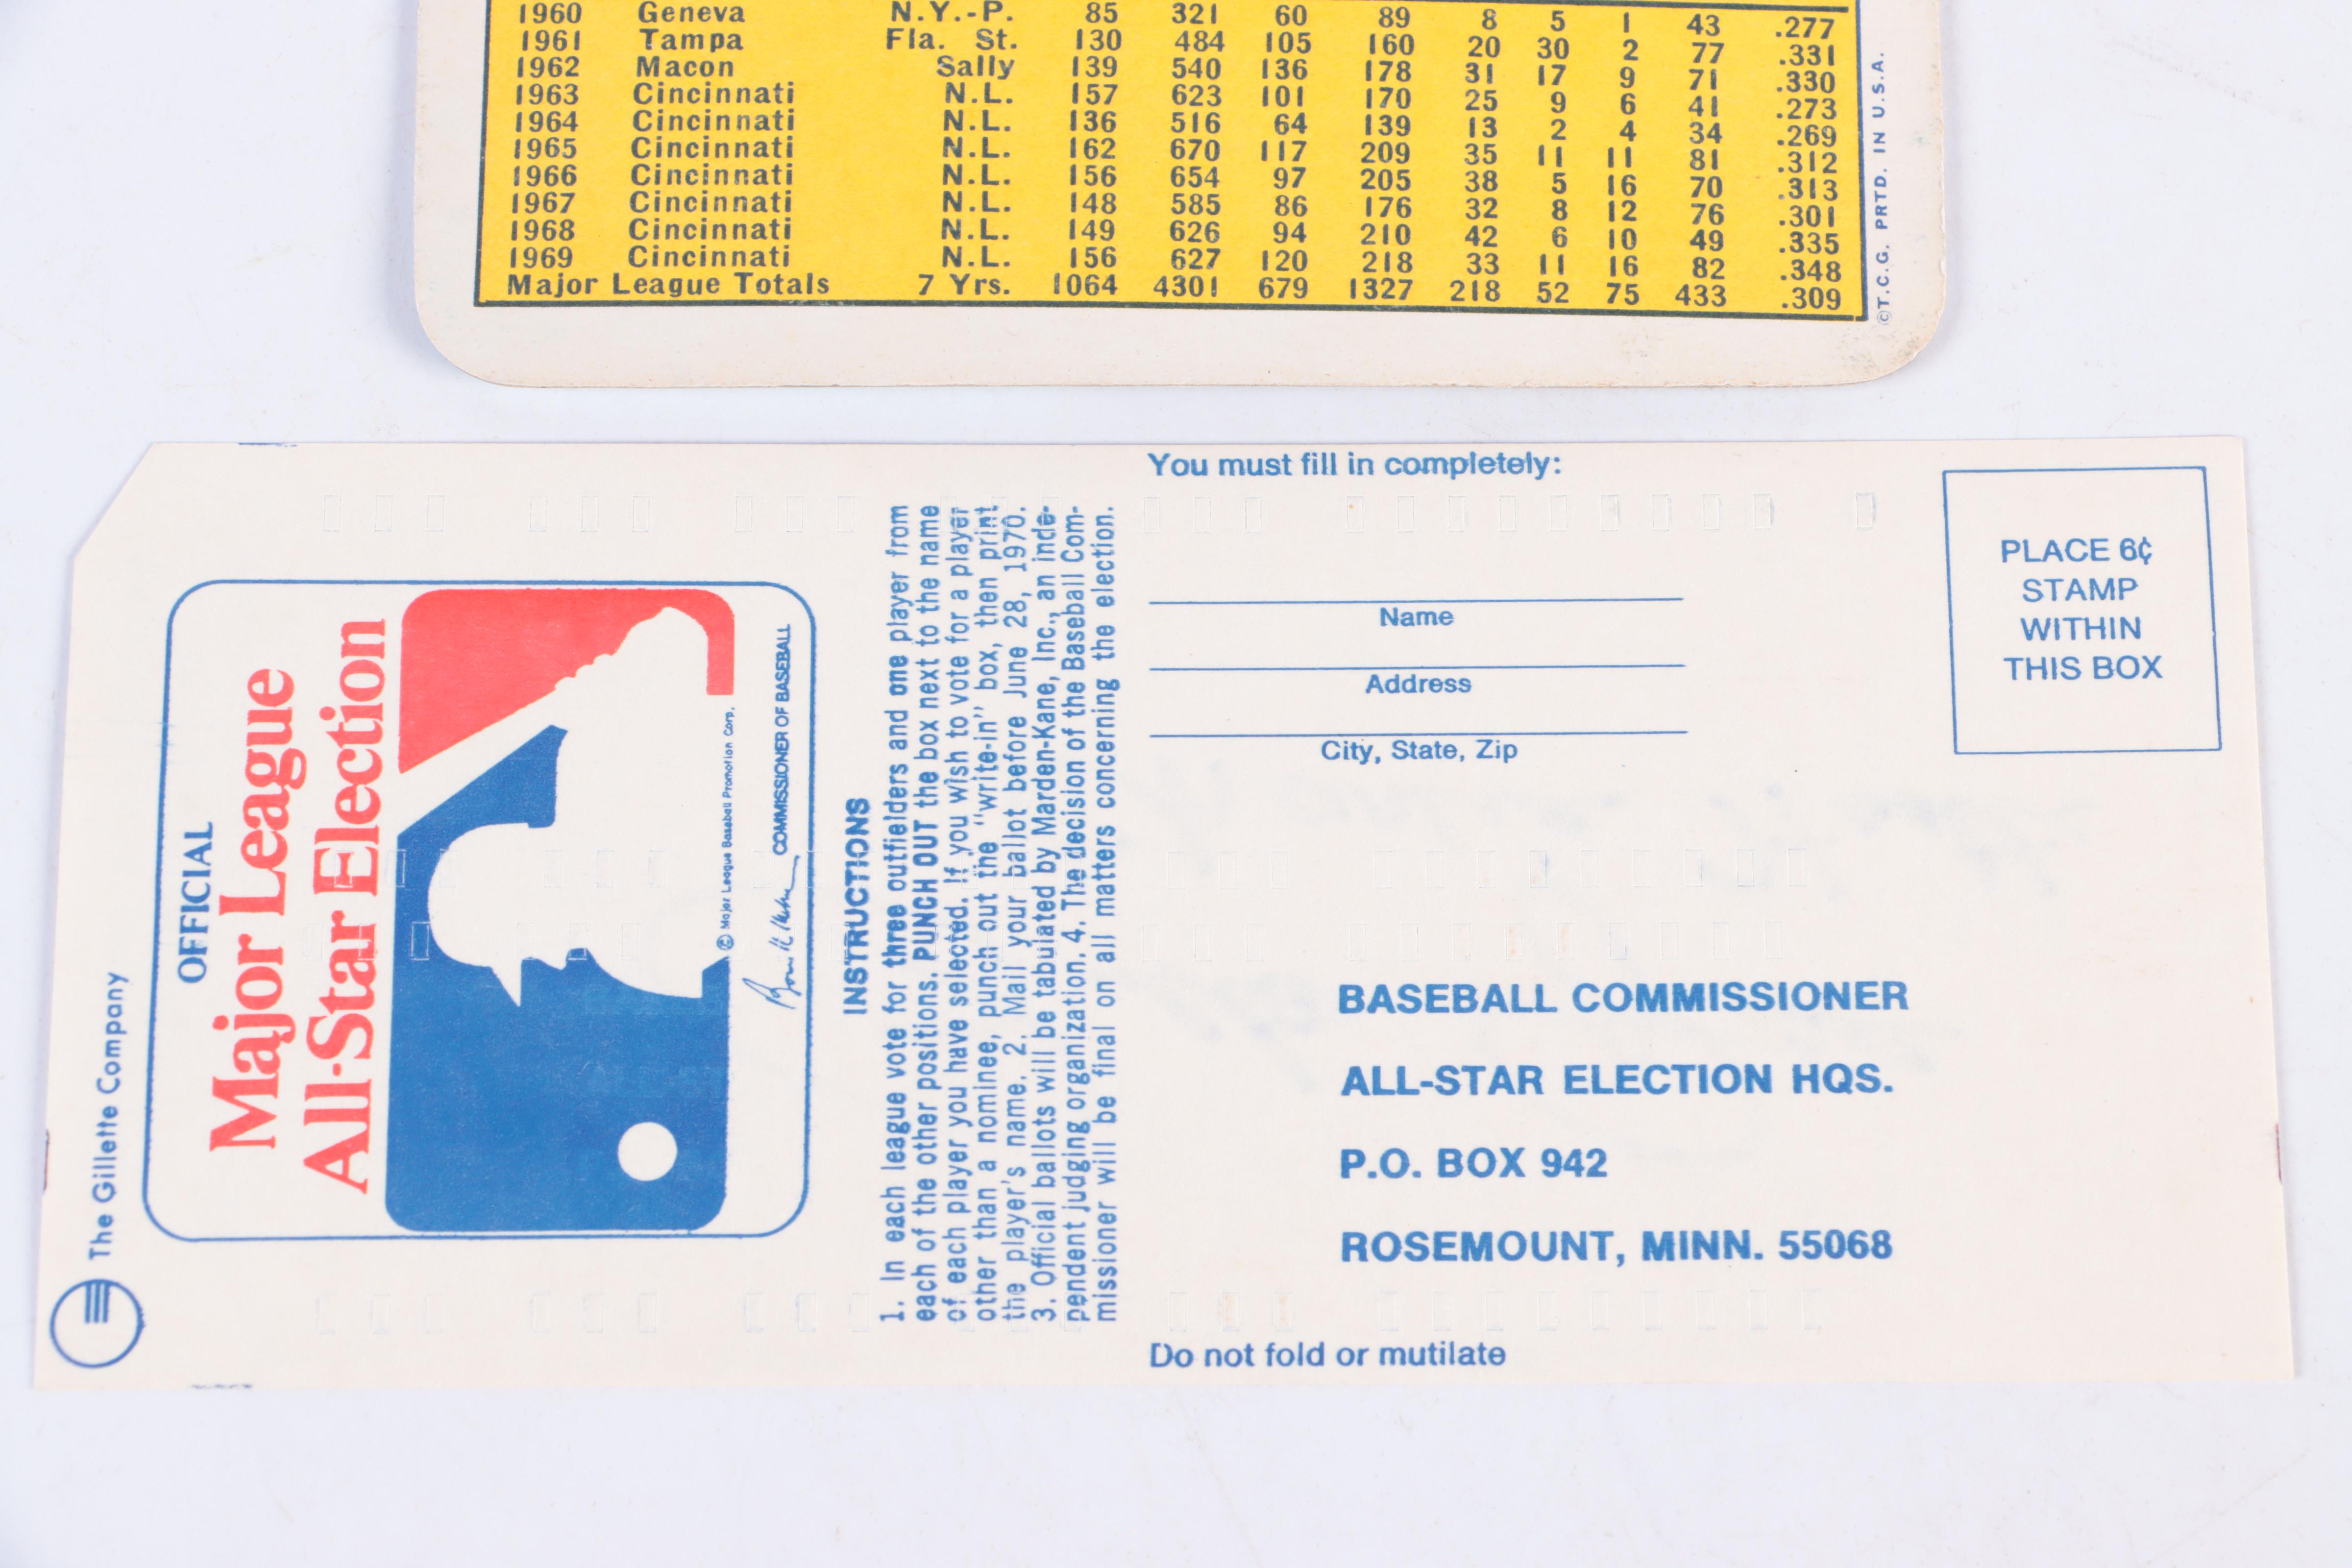 1960 Geneva N.Y.-P. 85 321 60 89 8 5 1 43 .277
1961 Tampa Fla. St. 130 484 105 160 20 30 2 77 .331
1962 Macon Sally 139 540 136 178 31 17 9 71 .330
1963 Cincinnati N.L. 157 623 101 170 25 9 6 41 .273
1964 Cincinnati N.L. 136 516 64 139 13 2 4 34 .269
1965 Cincinnati N.L. 162 670 117 209 35 11 11 81 .312
1966 Cincinnati N.L. 156 654 97 205 38 5 16 70 .313
1967 Cincinnati N.L. 148 585 86 176 32 8 12 76 .301
1968 Cincinnati N.L. 149 626 94 210 42 6 10 49 .335
1969 Cincinnati N.L. 156 627 120 218 33 11 16 82 .348
Major League Totals 7 Yrs. 1064 4301 679 1327 218 52 75 433 .309
©T.C.G. PRTD. IN U.S.A.
The Gillette Company
OFFICIAL
Major League
All-Star Election
© Major League Baseball Promotion Corp.
COMMISSIONER OF BASEBALL
INSTRUCTIONS
1. In each league vote for three outfielders and one player from
each of the other positions. PUNCH OUT the box next to the name
of each player you have selected. If you wish to vote for a player
other than a nominee, punch out the "write-in" box, then print
the player's name. 2. Mail your ballot before June 28, 1970.
3. Official ballots will be tabulated by Marden-Kane, Inc., an inde-
pendent judging organization. 4. The decision of the Baseball Com-
missioner will be final on all matters concerning the election.
You must fill in completely:
Name
Address
City, State, Zip
PLACE 6¢
STAMP
WITHIN
THIS BOX
BASEBALL COMMISSIONER
ALL-STAR ELECTION HQS.
P.O. BOX 942
ROSEMOUNT, MINN. 55068
Do not fold or mutilate